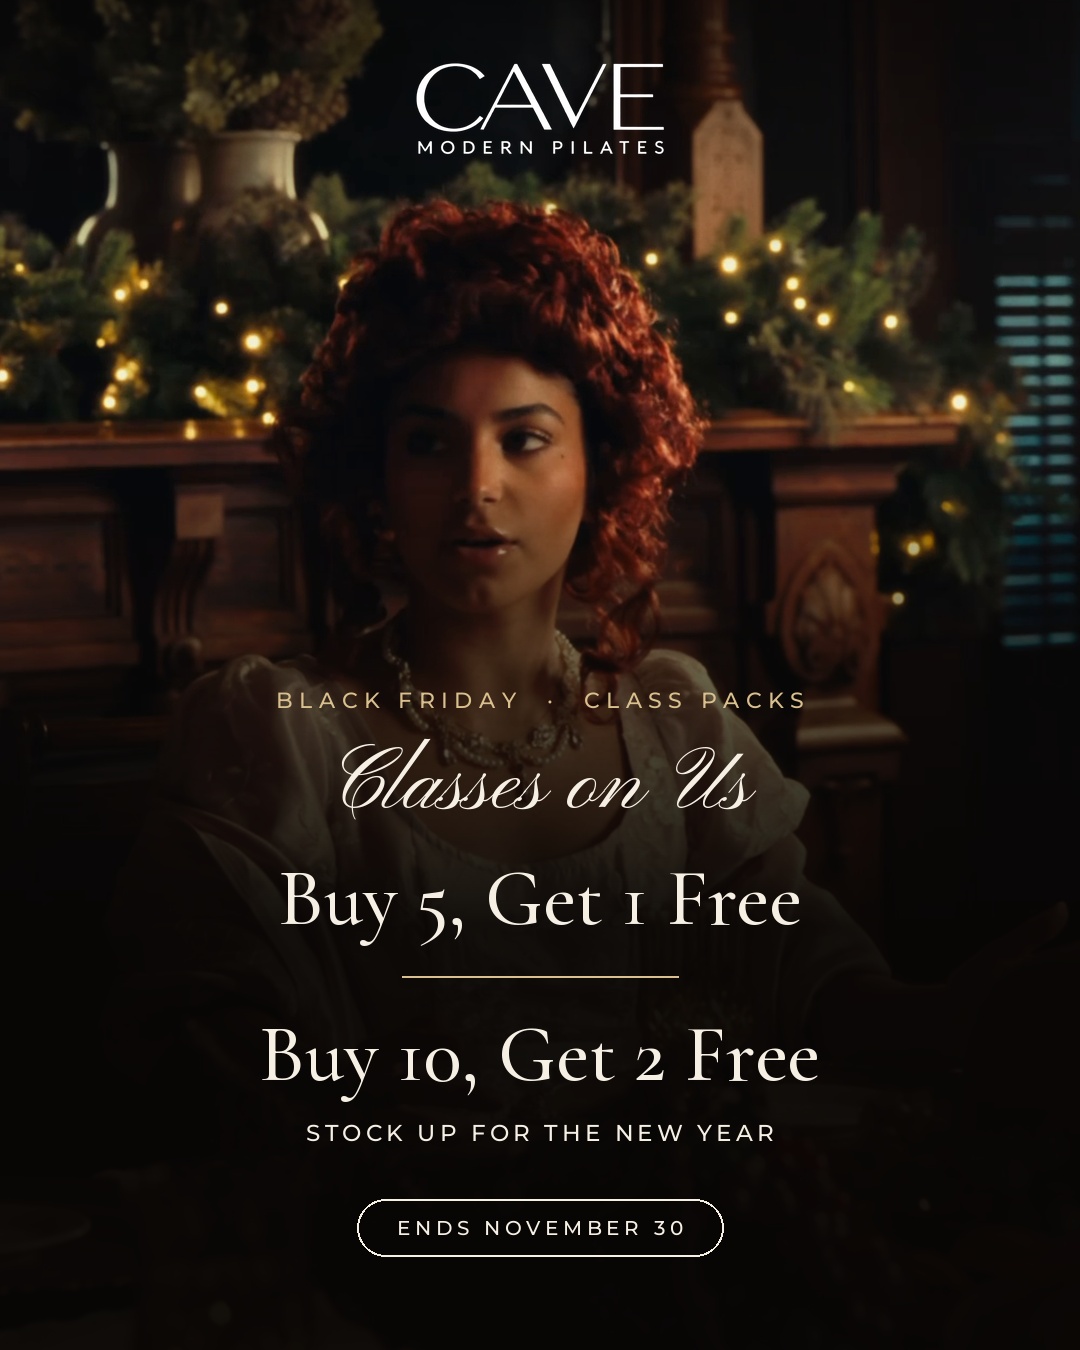 CAVE
MODERN PILATES
BLACK FRIDAY · CLASS PACKS
Classes on Us
Buy 5, Get 1 Free
Buy 10, Get 2 Free
STOCK UP FOR THE NEW YEAR
ENDS NOVEMBER 30